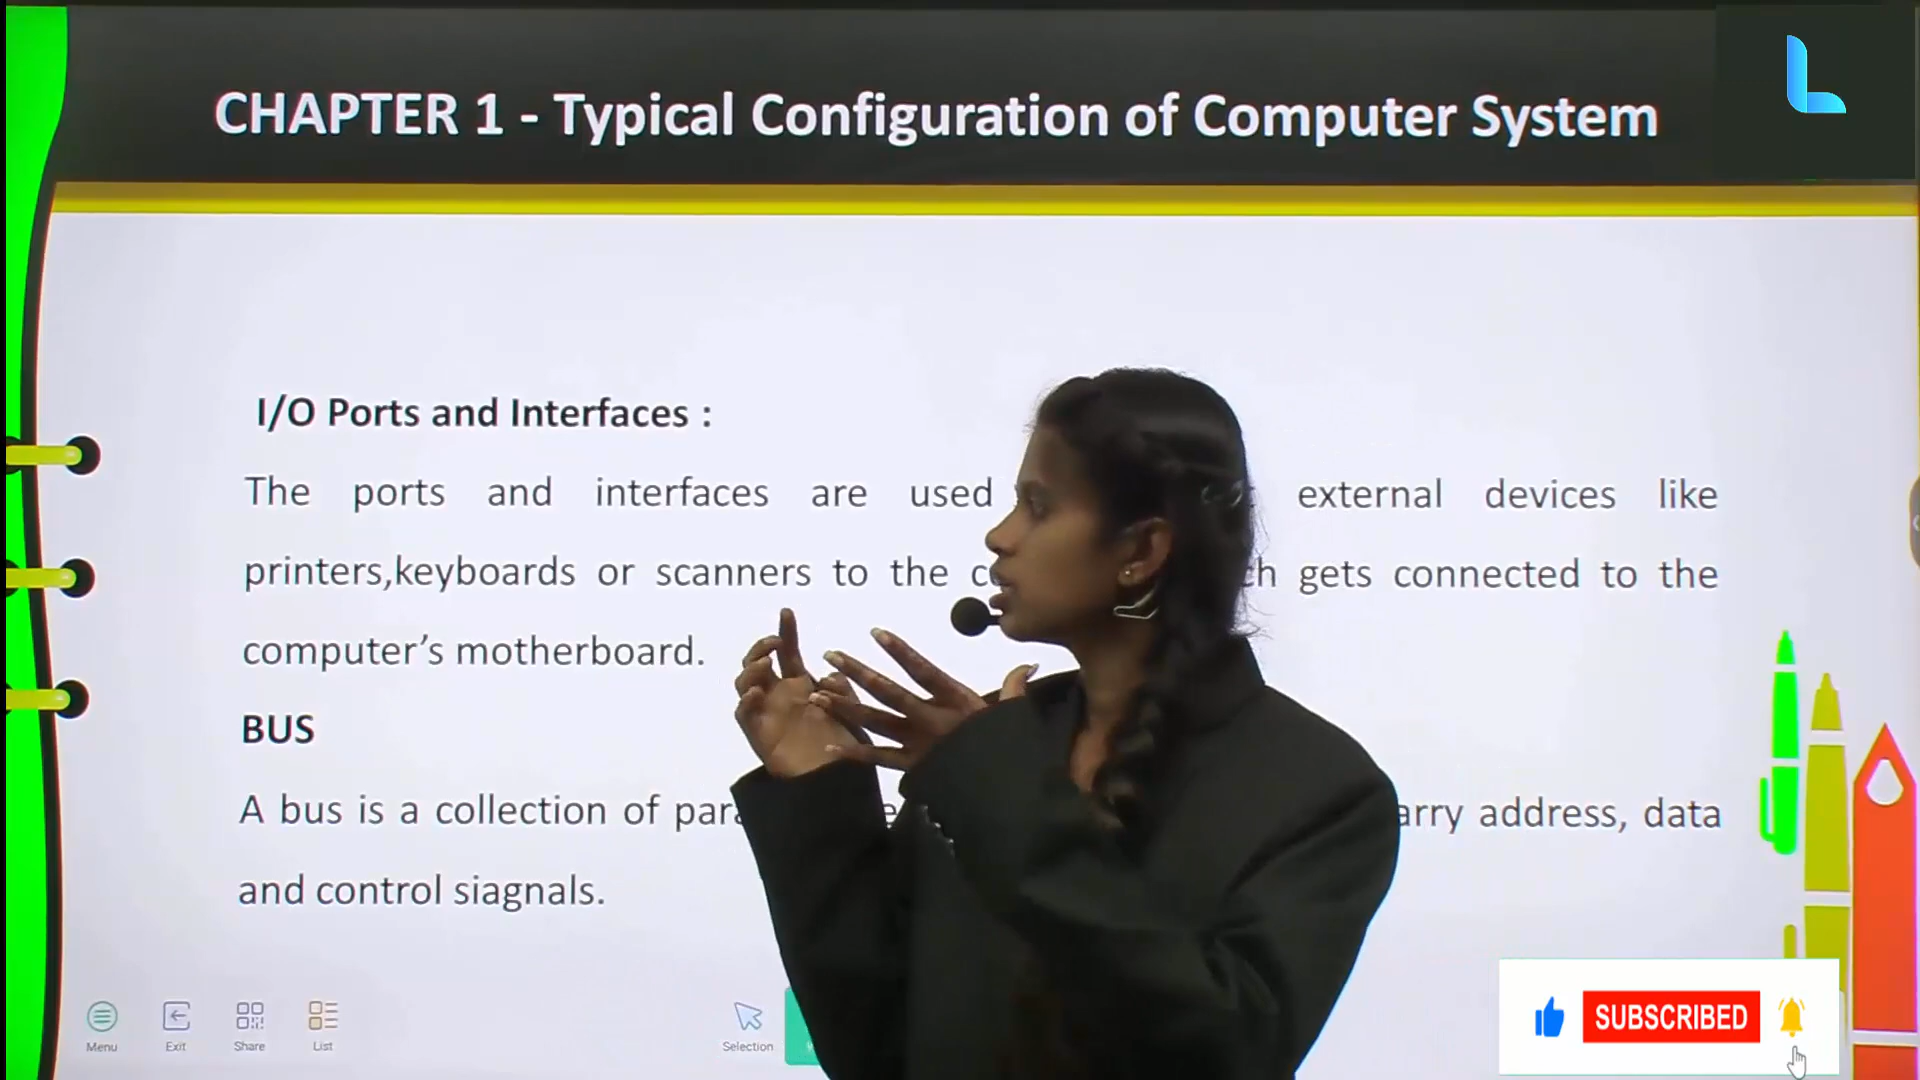 CHAPTER 1 - Typical Configuration of Computer System
I/O Ports and Interfaces :
The ports and interfaces are used external devices like
printers,keyboards or scanners to the gets connected to the
computer's motherboard.
BUS
A bus is a collection of address, data
and control siagnals.
Menu
Exit
Share
List
Selection
SUBSCRIBED